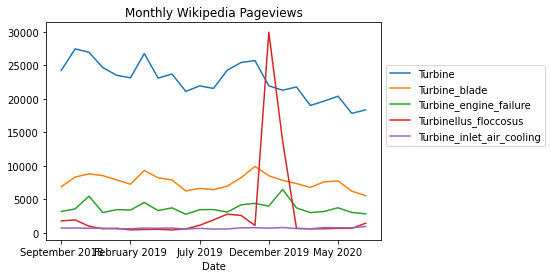 Monthly Wikipedia Pageviews
30000
25000
20000
15000
10000
5000
0
September 2018
February 2019
July 2019
December 2019
May 2020
Date
Turbine
Turbine_blade
Turbine_engine_failure
Turbinellus_floccosus
Turbine_inlet_air_cooling